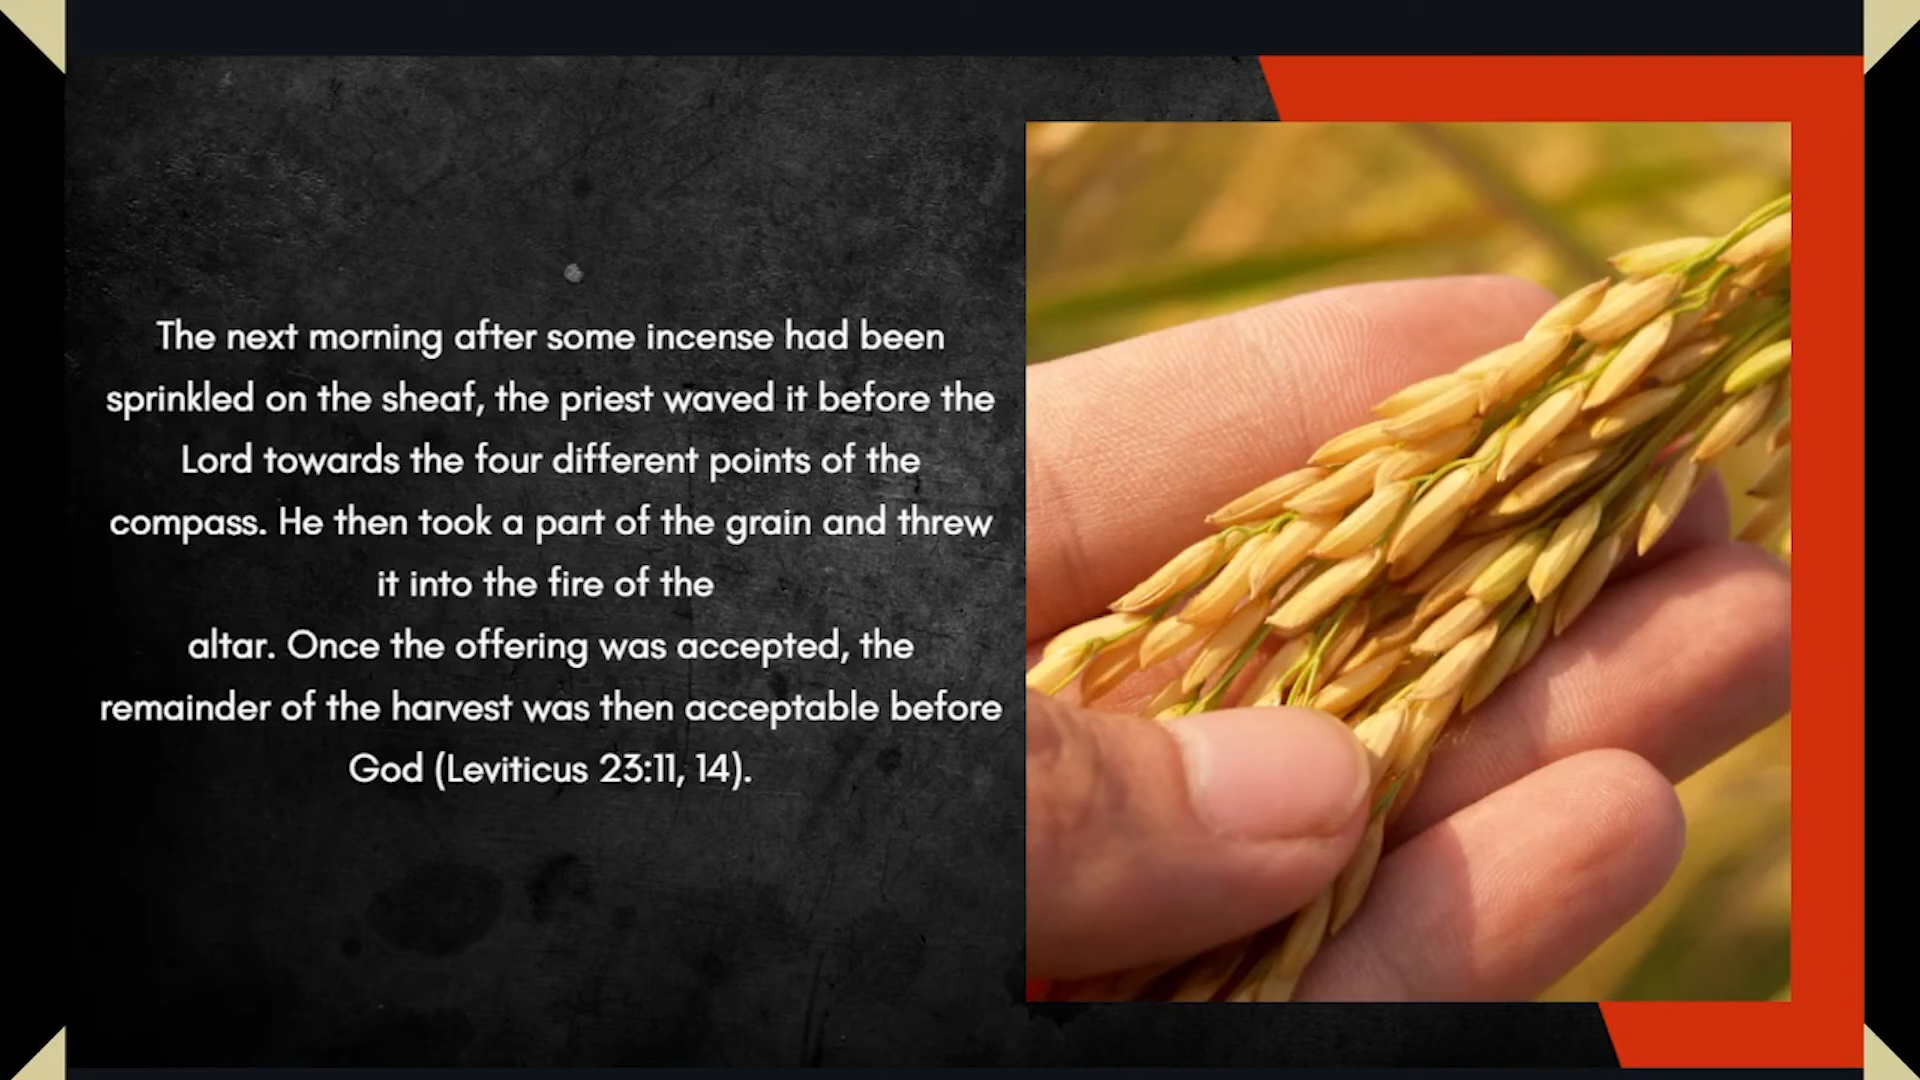 The next morning after some incense had been
sprinkled on the sheaf, the priest waved it before the
Lord towards the four different points of the
compass. He then took a part of the grain and threw
it into the fire of the
altar. Once the offering was accepted, the
remainder of the harvest was then acceptable before
God (Leviticus 23:11, 14).